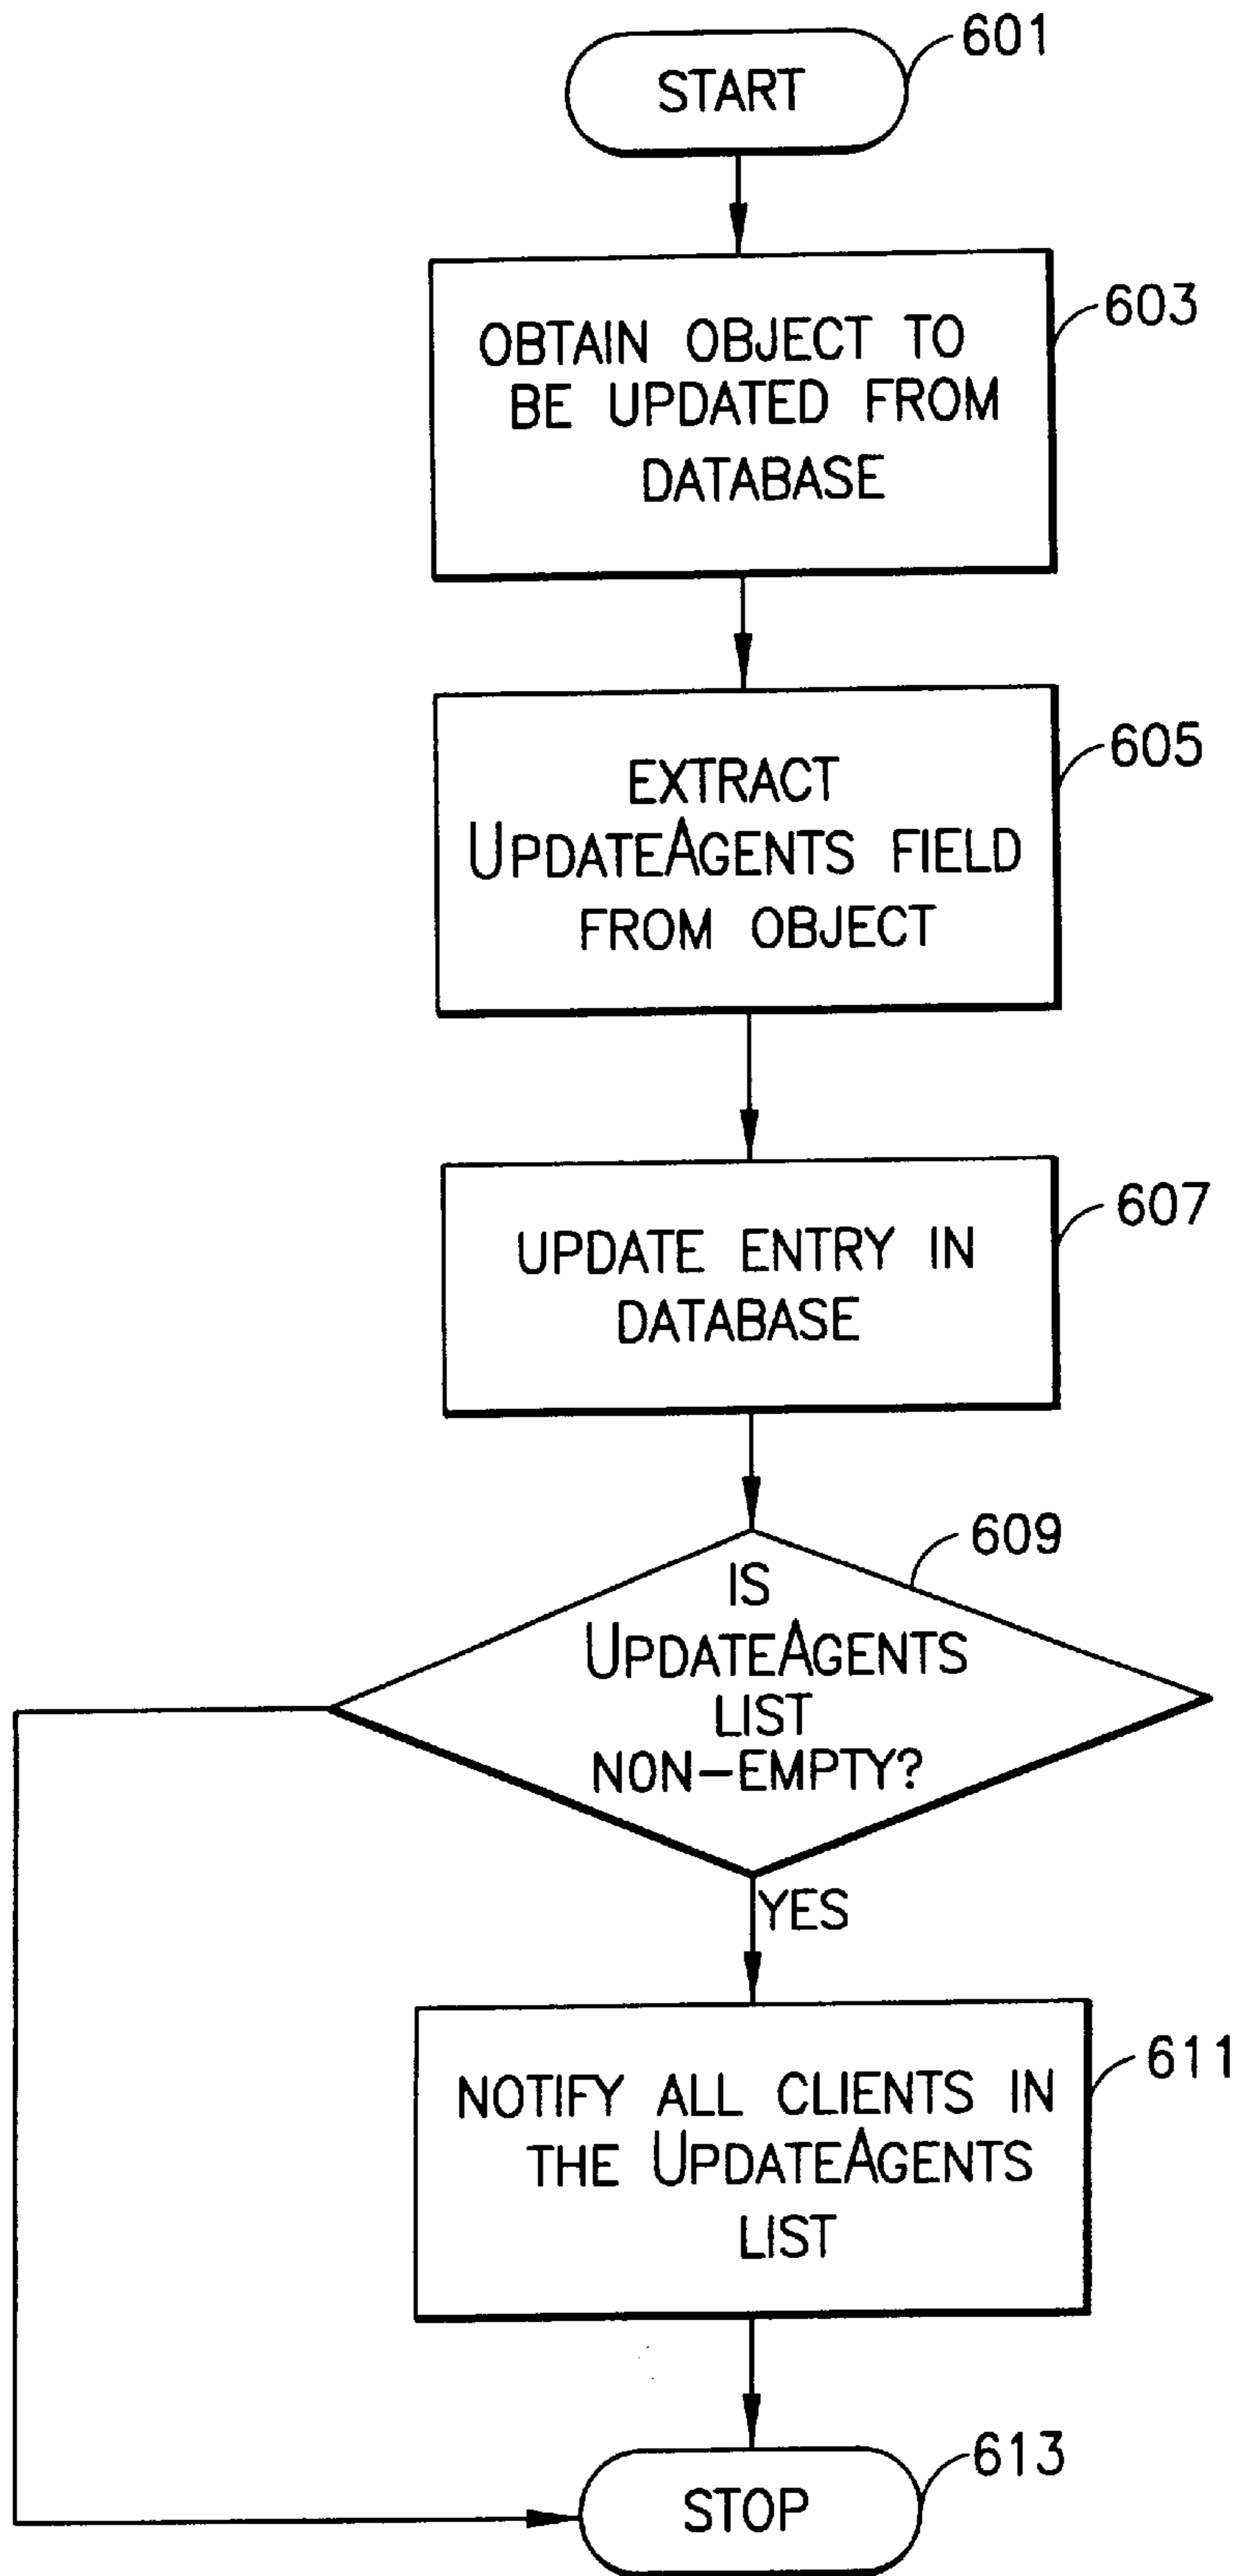 START
601
OBTAIN OBJECT TO
BE UPDATED FROM
DATABASE
603
EXTRACT
UPDATEAGENTS FIELD
FROM OBJECT
605
UPDATE ENTRY IN
DATABASE
607
IS
UPDATEAGENTS
LIST
NON-EMPTY?
609
YES
NOTIFY ALL CLIENTS IN
THE UPDATEAGENTS
LIST
611
STOP
613